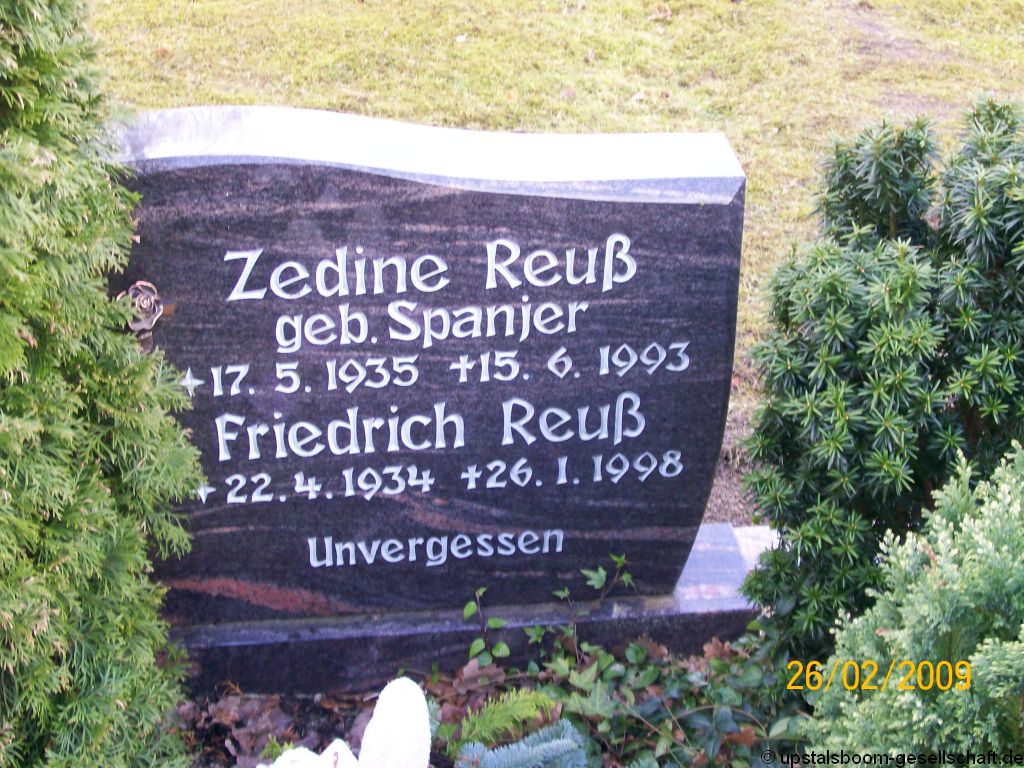 Zedine Reuß
geb. Spanjer
+17. 5. 1935 †15. 6. 1993
Friedrich Reuß
+22. 4. 1934 †26. 1. 1998
Unvergessen
26/02/2009
© upstalsboom-gesellschaft.de